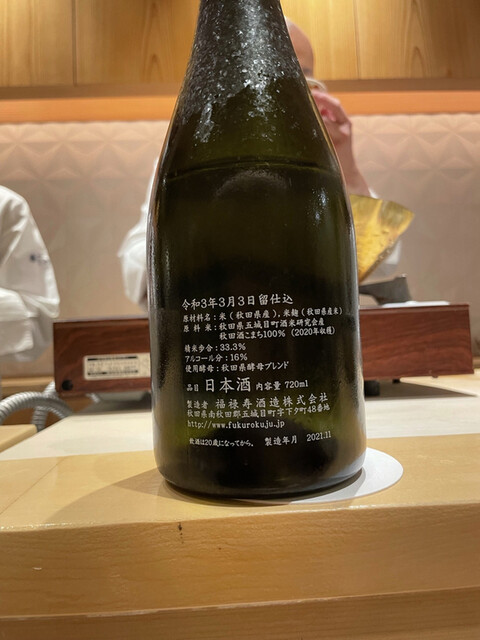 令和3年3月3日留仕込
原材料名：米（秋田県産）、米麹（秋田県産米）
原料米：秋田県五城目町酒米研究会産
秋田酒こまち100％（2020年収穫）
精米歩合：33.3％
アルコール分：16％
使用酵母：秋田県酵母ブレンド
品目 日本酒 内容量 720ml
製造者 福禄寿酒造株式会社
秋田県南秋田郡五城目町字下夕町48番地
http://www.fukurokuju.jp
飲酒は20歳になってから。 製造年月 2021.11